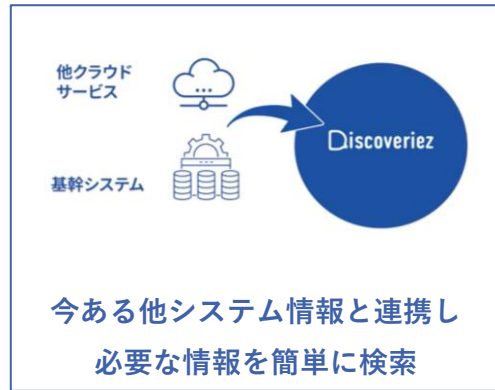 他クラウド
サービス
Discoveriez
基幹システム
今ある他システム情報と連携し
必要な情報を簡単に検索